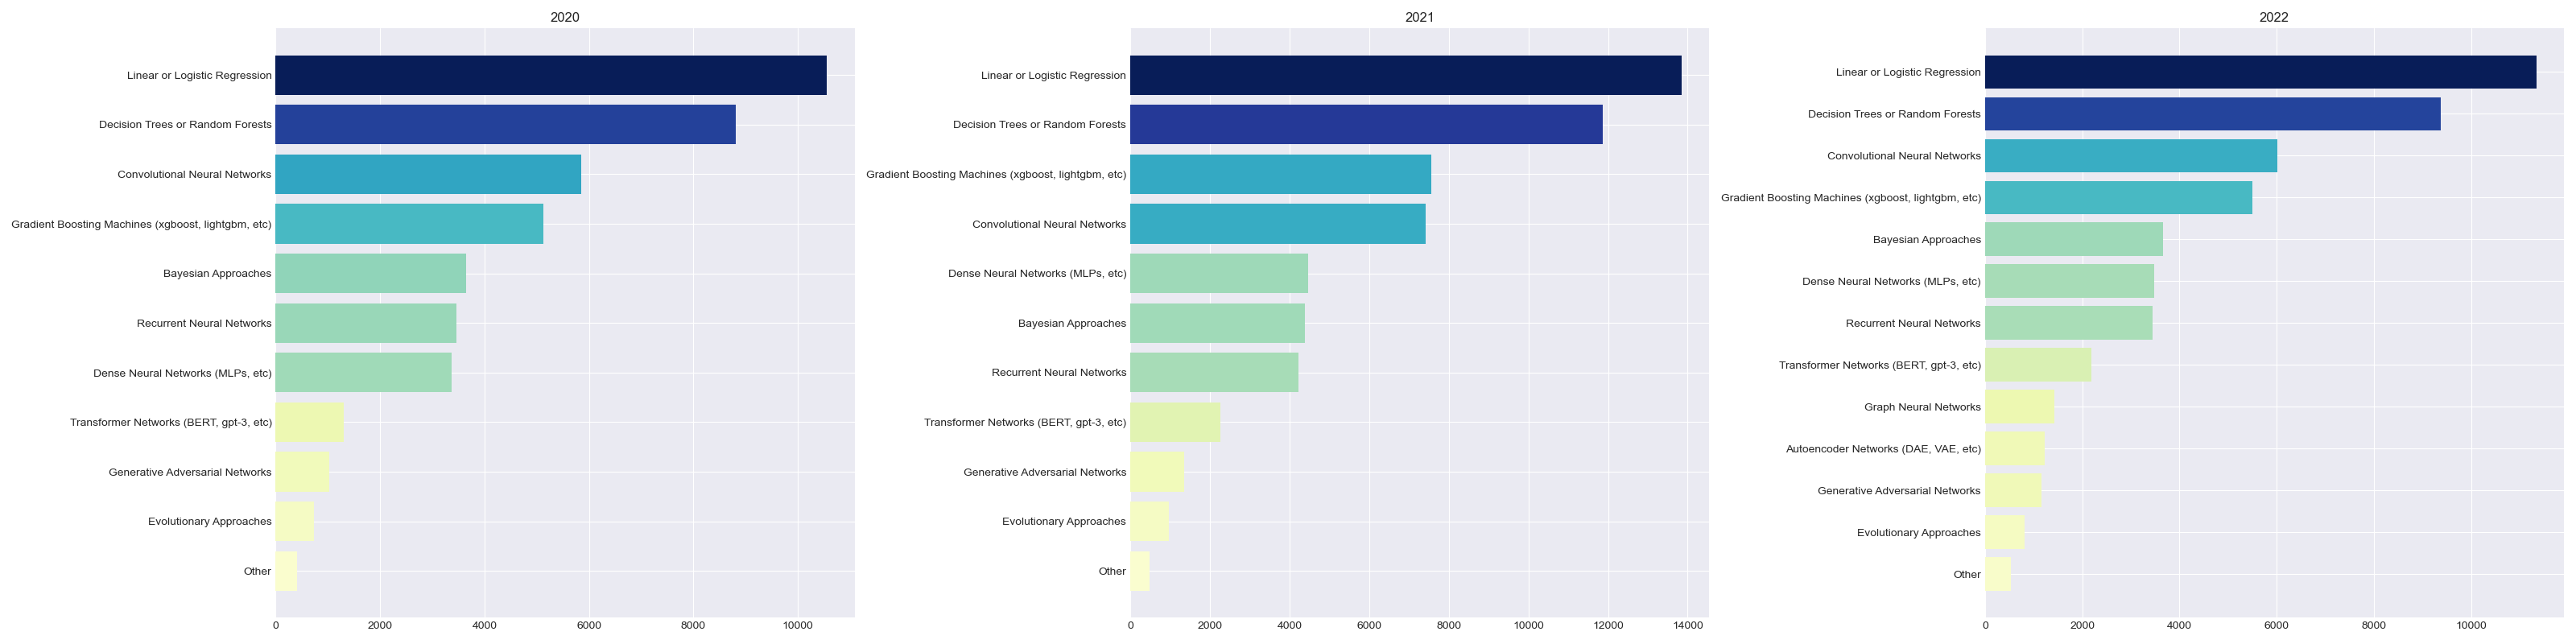 2020
Linear or Logistic Regression
Decision Trees or Random Forests
Convolutional Neural Networks
Gradient Boosting Machines (xgboost, lightgbm, etc)
Bayesian Approaches
Recurrent Neural Networks
Dense Neural Networks (MLPs, etc)
Transformer Networks (BERT, gpt-3, etc)
Generative Adversarial Networks
Evolutionary Approaches
Other
0 2000 4000 6000 8000 10000
2021
Linear or Logistic Regression
Decision Trees or Random Forests
Gradient Boosting Machines (xgboost, lightgbm, etc)
Convolutional Neural Networks
Dense Neural Networks (MLPs, etc)
Bayesian Approaches
Recurrent Neural Networks
Transformer Networks (BERT, gpt-3, etc)
Generative Adversarial Networks
Evolutionary Approaches
Other
0 2000 4000 6000 8000 10000 12000 14000
2022
Linear or Logistic Regression
Decision Trees or Random Forests
Convolutional Neural Networks
Gradient Boosting Machines (xgboost, lightgbm, etc)
Bayesian Approaches
Dense Neural Networks (MLPs, etc)
Recurrent Neural Networks
Transformer Networks (BERT, gpt-3, etc)
Graph Neural Networks
Autoencoder Networks (DAE, VAE, etc)
Generative Adversarial Networks
Evolutionary Approaches
Other
0 2000 4000 6000 8000 10000